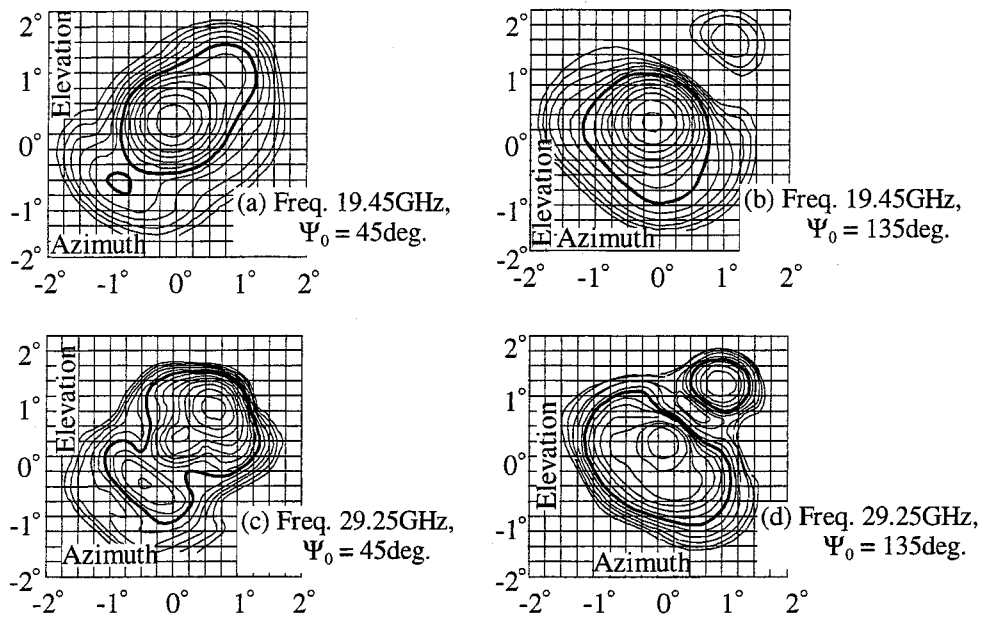 2°
1°
0°
-1°
-2°
Elevation
Azimuth
-2° -1° 0° 1° 2°
(a) Freq. 19.45GHz,
Ψ₀ = 45deg.
2°
1°
0°
-1°
-2°
Elevation
Azimuth
-2° -1° 0° 1° 2°
(b) Freq. 19.45GHz,
Ψ₀ = 135deg.
2°
1°
0°
-1°
-2°
Elevation
Azimuth
-2° -1° 0° 1° 2°
(c) Freq. 29.25GHz,
Ψ₀ = 45deg.
2°
1°
0°
-1°
-2°
Elevation
Azimuth
-2° -1° 0° 1° 2°
(d) Freq. 29.25GHz,
Ψ₀ = 135deg.